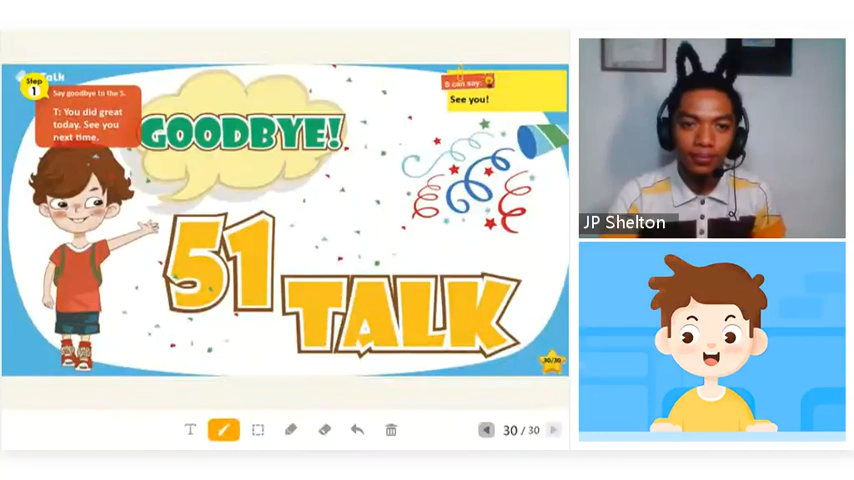 Talk
Step
1
Say goodbye to the S.
T: You did great
today. See you
next time.
GOODBYE!
S can say:
See you!
51
TALK
30/30
T
30 / 30
JP Shelton